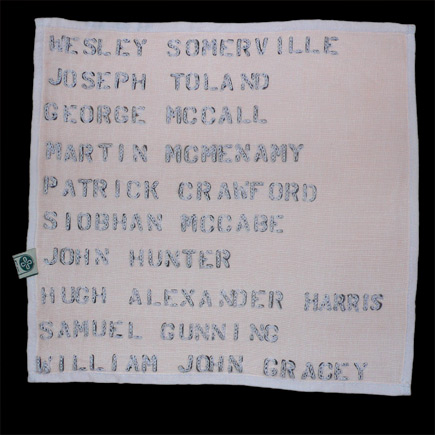 WESLEY SOMERVILLE
JOSEPH TOLAND
GEORGE MCCALL
MARTIN MCMENAMY
PATRICK CRAWFORD
SIOBHAN MCCABE
JOHN HUNTER
HUGH ALEXANDER HARRIS
SAMUEL GUNNING
WILLIAM JOHN GRACEY